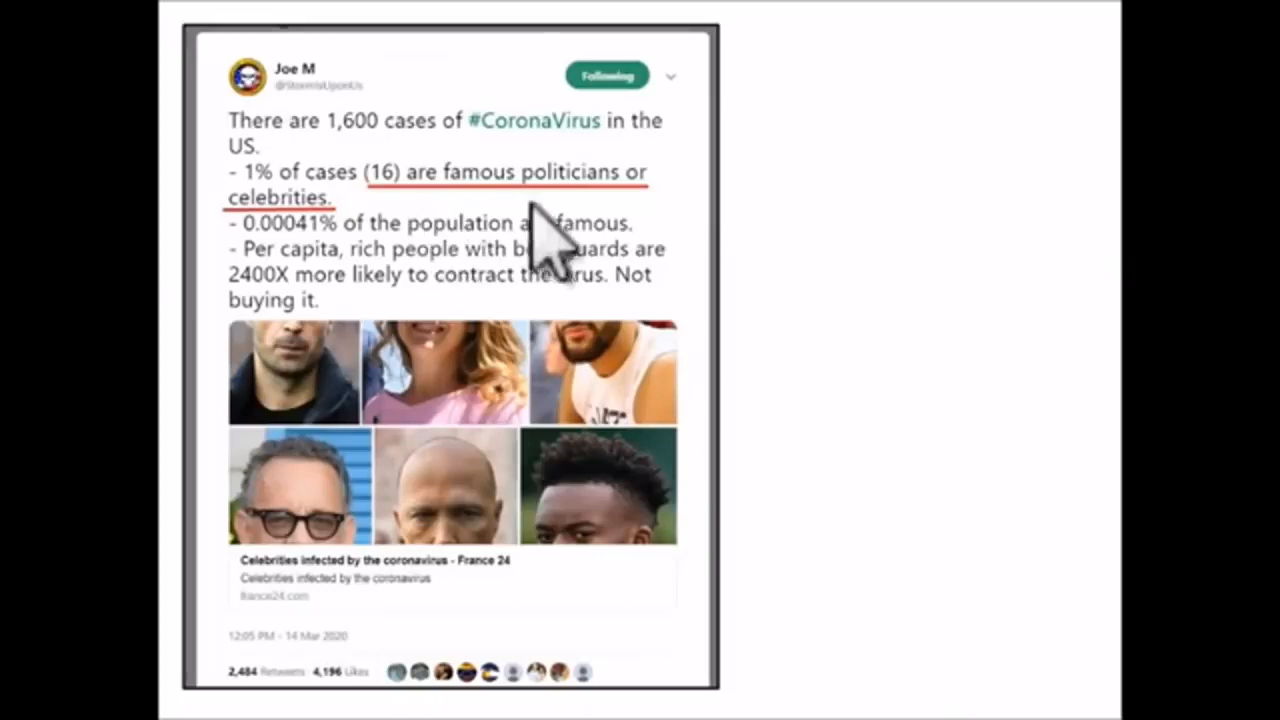 Joe M
Following
@StormIsUponUs
There are 1,600 cases of #CoronaVirus in the
US.
- 1% of cases (16) are famous politicians or
celebrities.
- 0.00041% of the population a famous.
- Per capita, rich people with b uards are
2400X more likely to contract the rus. Not
buying it.
Celebrities infected by the coronavirus - France 24
Celebrities infected by the coronavirus
france24.com
12:05 PM - 14 Mar 2020
2,484 Retweets 4,196 Likes